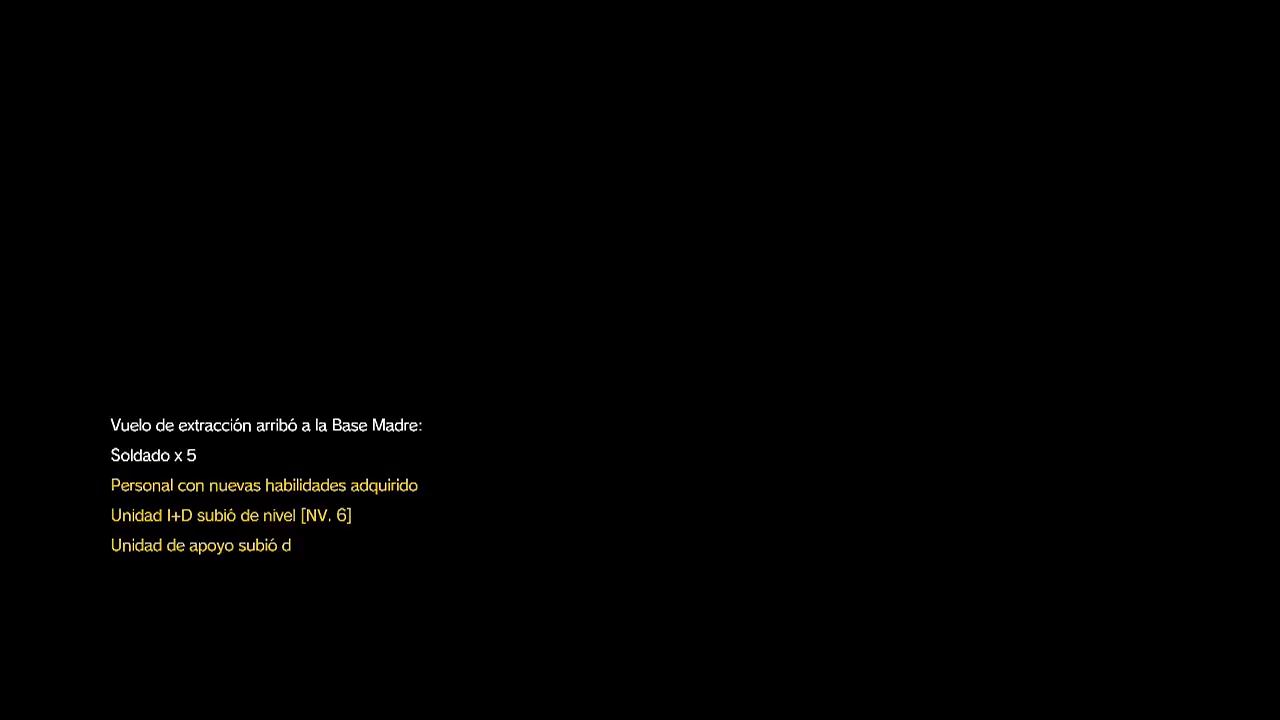 Vuelo de extracción arribó a la Base Madre:
Soldado x 5
Personal con nuevas habilidades adquirido
Unidad I+D subió de nivel [NV. 6]
Unidad de apoyo subió d